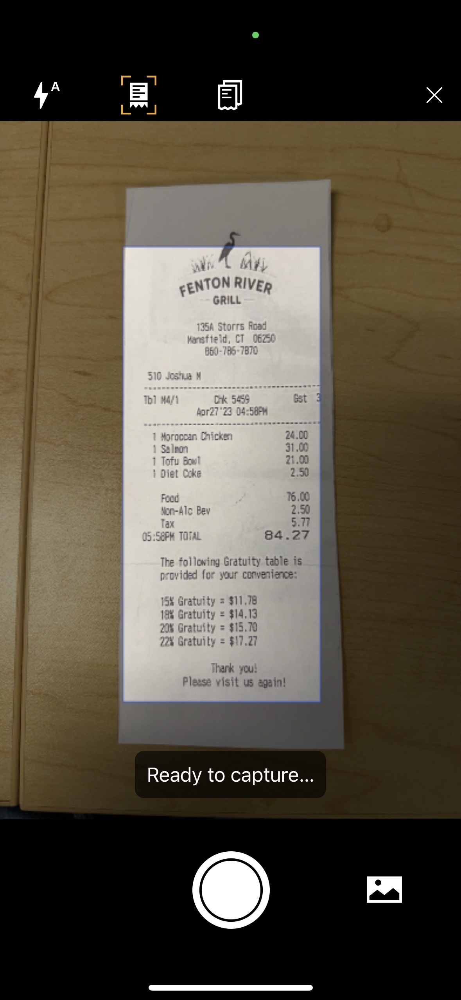 A
FENTON RIVER
GRILL
135A Storrs Road
Mansfield, CT 06250
860-786-7870
510 Joshua M
Tbl M4/1 Chk 5459 Gst 3
Apr27'23 04:58PM
1 Moroccan Chicken 24.00
1 Salmon 31.00
1 Tofu Bowl 21.00
1 Diet Coke 2.50
Food 76.00
Non-Alc Bev 2.50
Tax 5.77
05:58PM TOTAL 84.27
The following Gratuity table is
provided for your convenience:
15% Gratuity = $11.78
18% Gratuity = $14.13
20% Gratuity = $15.70
22% Gratuity = $17.27
Thank you!
Please visit us again!
Ready to capture...